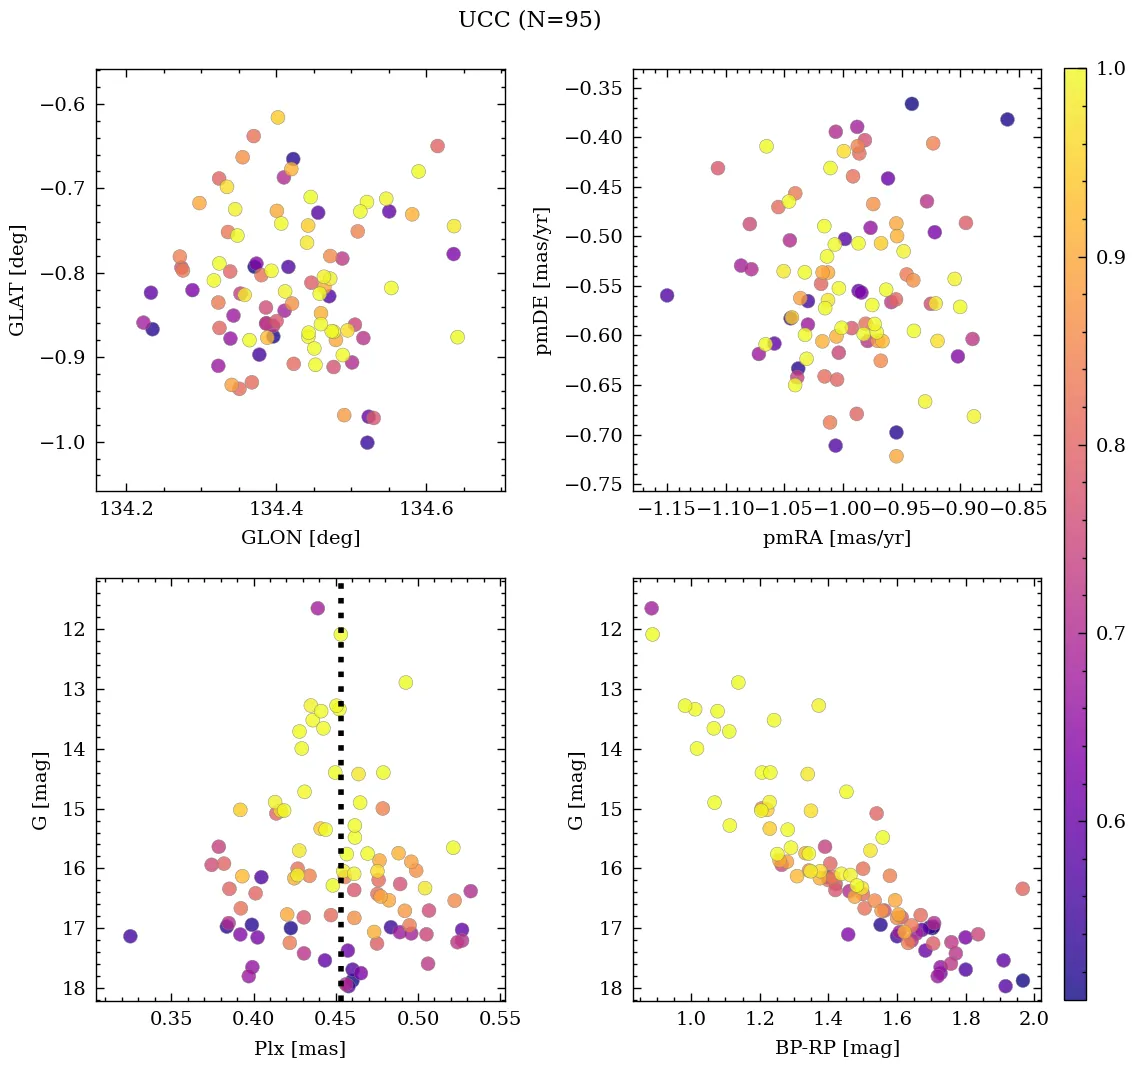 UCC (N=95)
−0.6
−0.7
−0.8
−0.9
−1.0
GLAT [deg]
134.2 134.4 134.6
GLON [deg]
−0.35
−0.40
−0.45
−0.50
−0.55
−0.60
−0.65
−0.70
−0.75
pmDE [mas/yr]
−1.15 −1.10 −1.05 −1.00 −0.95 −0.90 −0.85
pmRA [mas/yr]
12
13
14
15
16
17
18
G [mag]
0.35 0.40 0.45 0.50 0.55
Plx [mas]
12
13
14
15
16
17
18
G [mag]
1.0 1.2 1.4 1.6 1.8 2.0
BP-RP [mag]
1.0
0.9
0.8
0.7
0.6